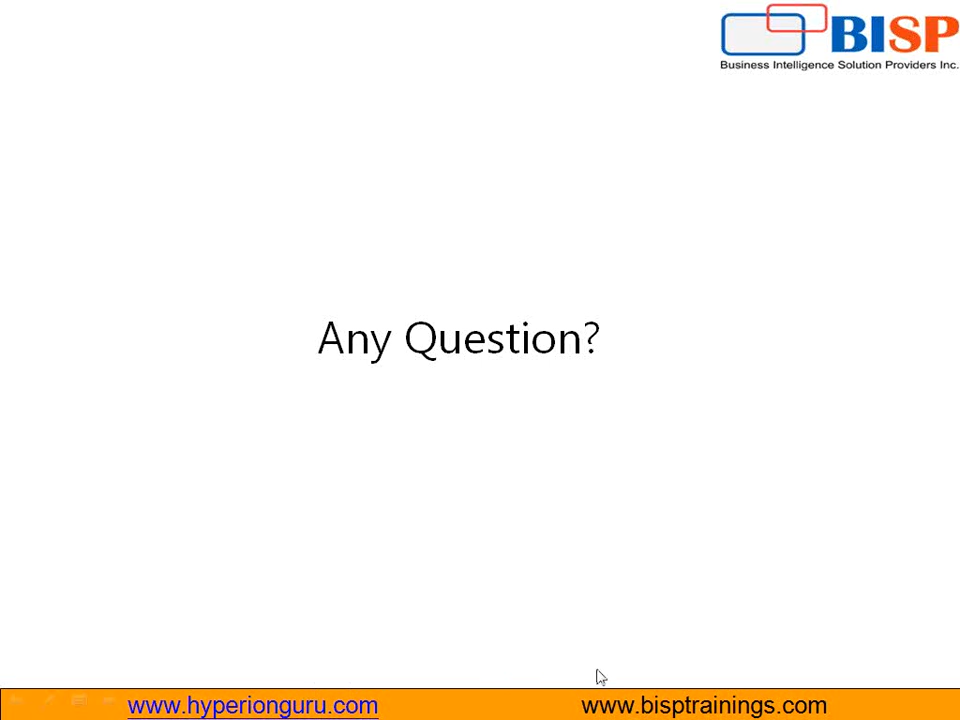 BISP
Business Intelligence Solution Providers Inc.
Any Question?
www.hyperionguru.com
www.bisptrainings.com